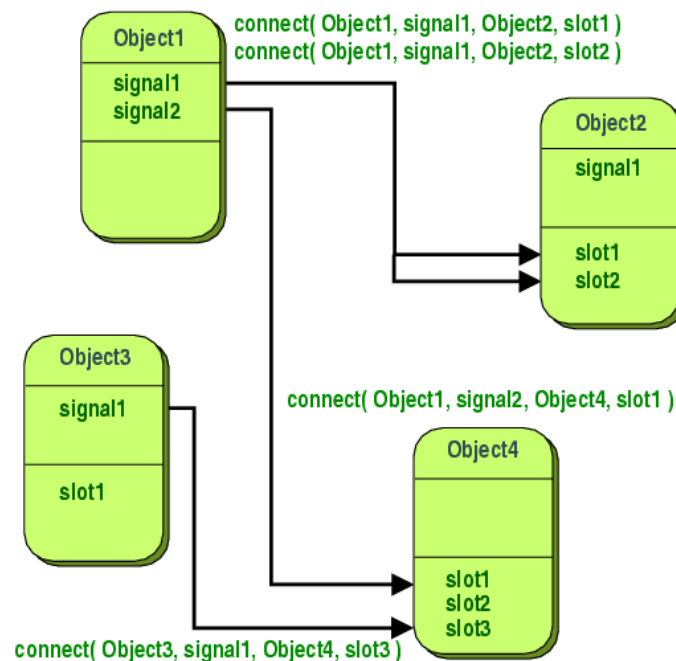 connect( Object1, signal1, Object2, slot1 )
connect( Object1, signal1, Object2, slot2 )
Object1
signal1
signal2
Object2
signal1
slot1
slot2
Object3
signal1
slot1
connect( Object1, signal2, Object4, slot1 )
Object4
slot1
slot2
slot3
connect( Object3, signal1, Object4, slot3 )